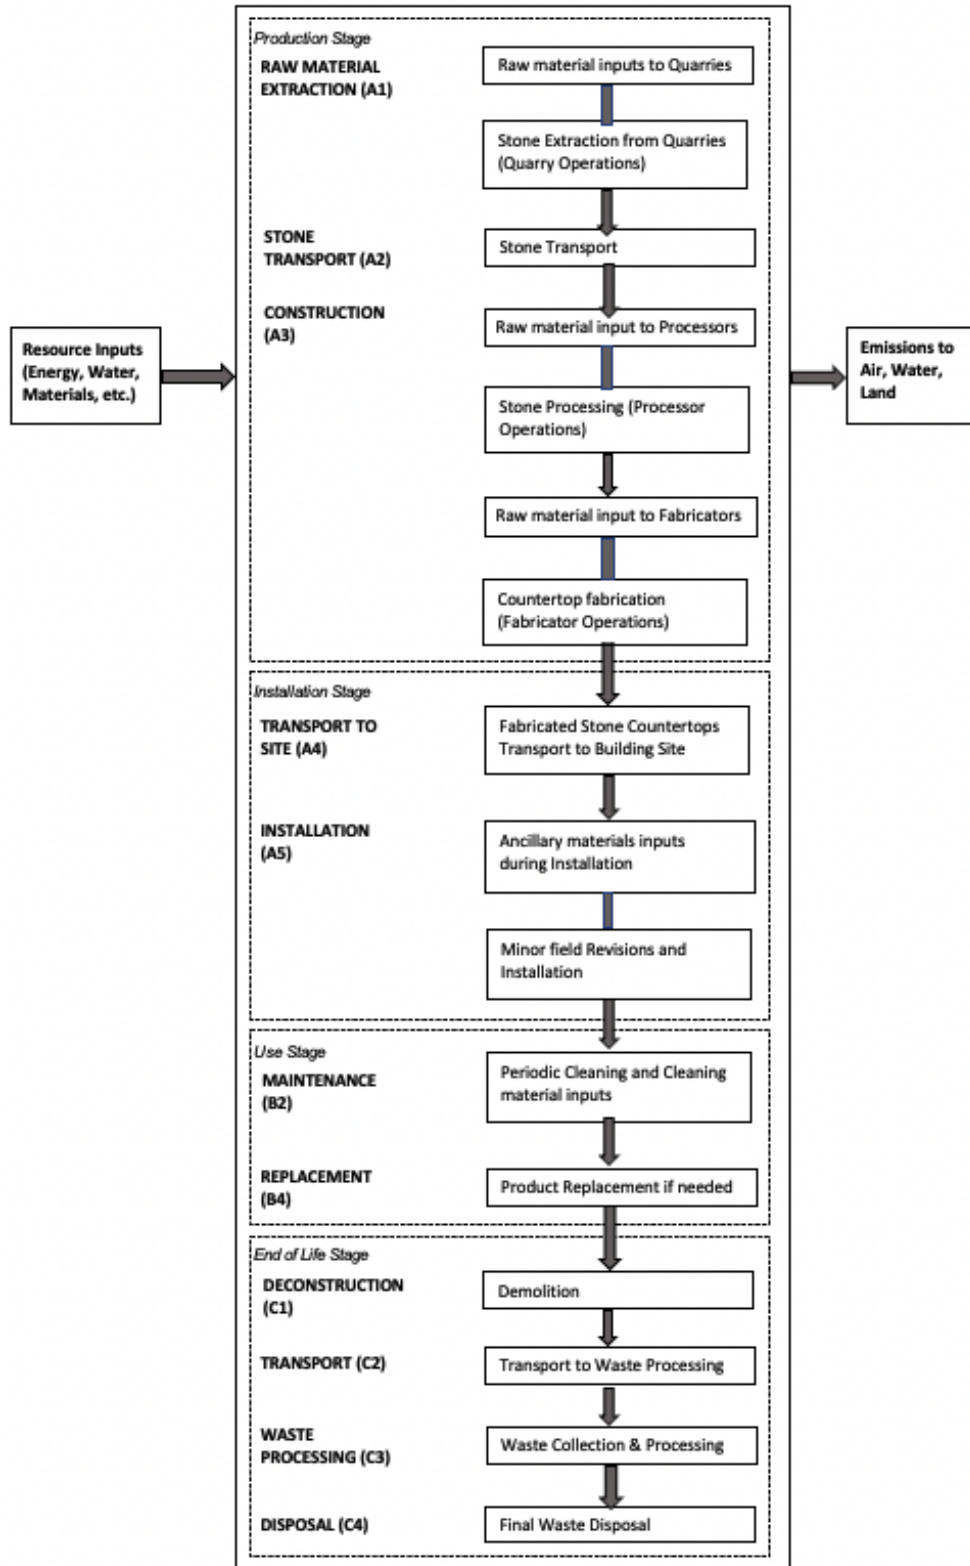 Production Stage
RAW MATERIAL
EXTRACTION (A1)
Raw material inputs to Quarries
Stone Extraction from Quarries
(Quarry Operations)
STONE
TRANSPORT (A2)
Stone Transport
CONSTRUCTION
(A3)
Raw material input to Processors
Resource Inputs
(Energy, Water,
Materials, etc.)
Emissions to
Air, Water,
Land
Stone Processing (Processor
Operations)
Raw material input to Fabricators
Countertop fabrication
(Fabricator Operations)
Installation Stage
TRANSPORT TO
SITE (A4)
Fabricated Stone Countertops
Transport to Building Site
INSTALLATION
(A5)
Ancillary materials inputs
during Installation
Minor field Revisions and
Installation
Use Stage
MAINTENANCE
(B2)
Periodic Cleaning and Cleaning
material inputs
REPLACEMENT
(B4)
Product Replacement if needed
End of Life Stage
DECONSTRUCTION
(C1)
Demolition
TRANSPORT (C2)
Transport to Waste Processing
WASTE
PROCESSING (C3)
Waste Collection & Processing
DISPOSAL (C4)
Final Waste Disposal